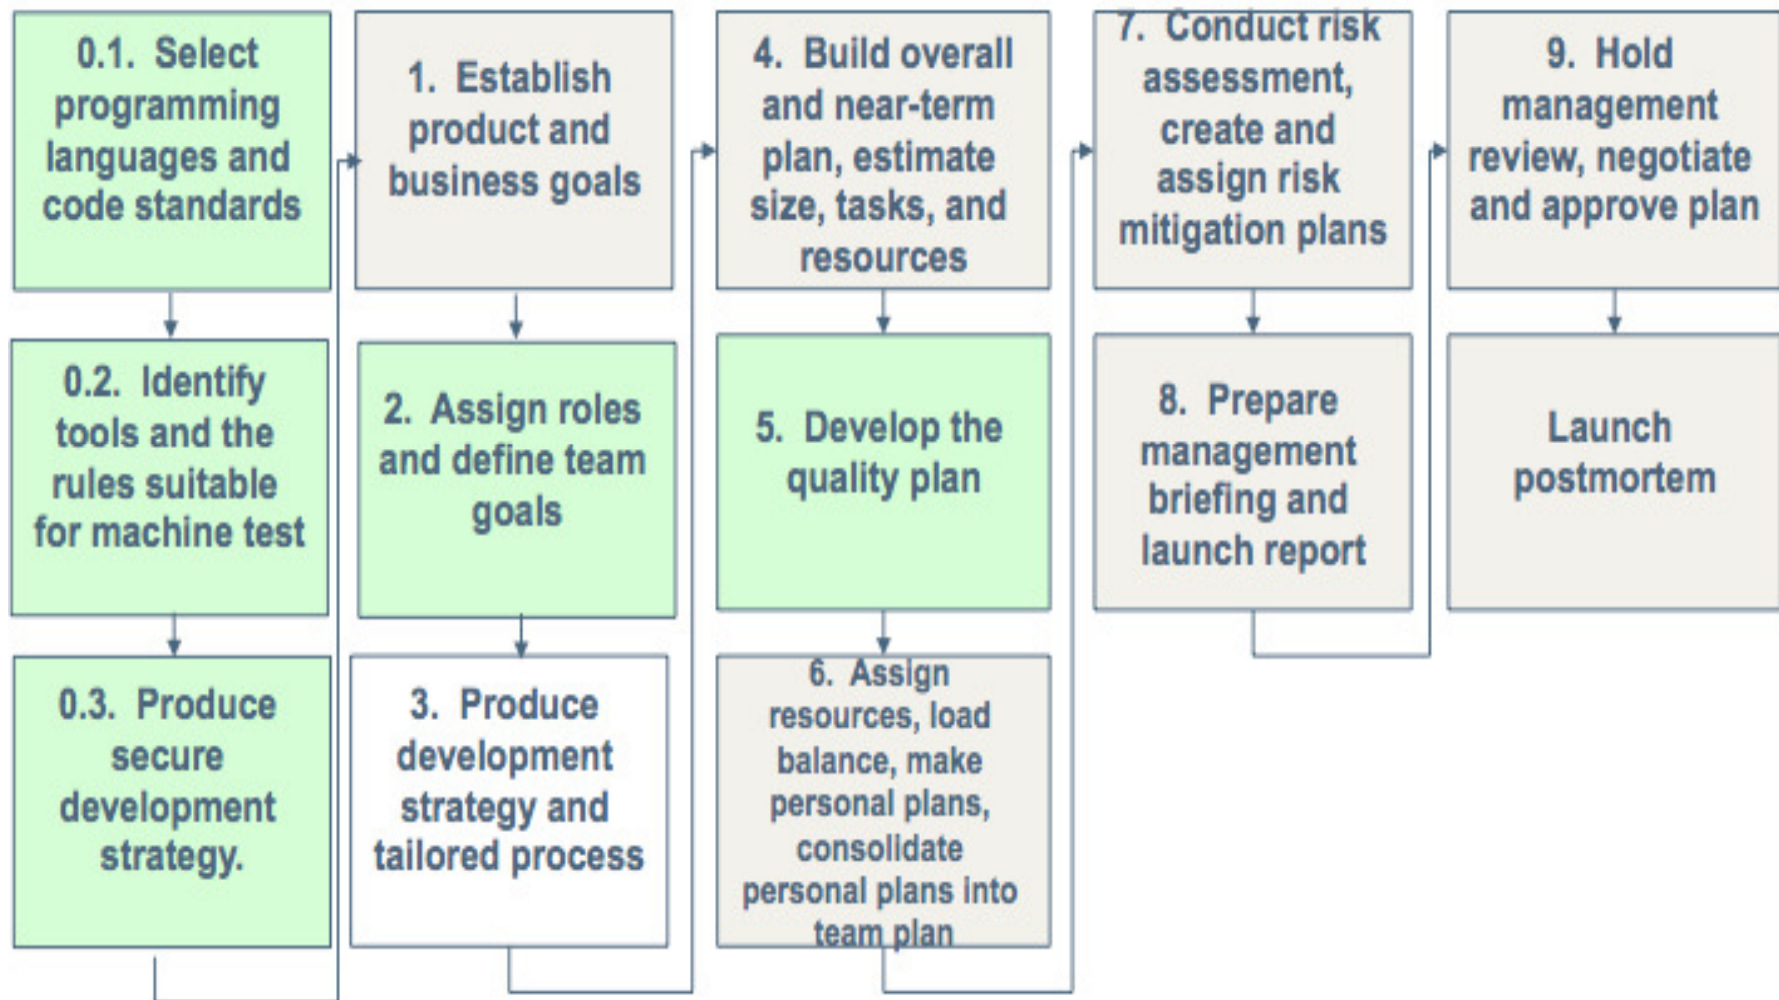 0.1. Select
programming
languages and
code standards
0.2. Identify
tools and the
rules suitable
for machine test
0.3. Produce
secure
development
strategy.
1. Establish
product and
business goals
2. Assign roles
and define team
goals
3. Produce
development
strategy and
tailored process
4. Build overall
and near-term
plan, estimate
size, tasks, and
resources
5. Develop the
quality plan
6. Assign
resources, load
balance, make
personal plans,
consolidate
personal plans into
team plan
7. Conduct risk
assessment,
create and
assign risk
mitigation plans
8. Prepare
management
briefing and
launch report
9. Hold
management
review, negotiate
and approve plan
Launch
postmortem